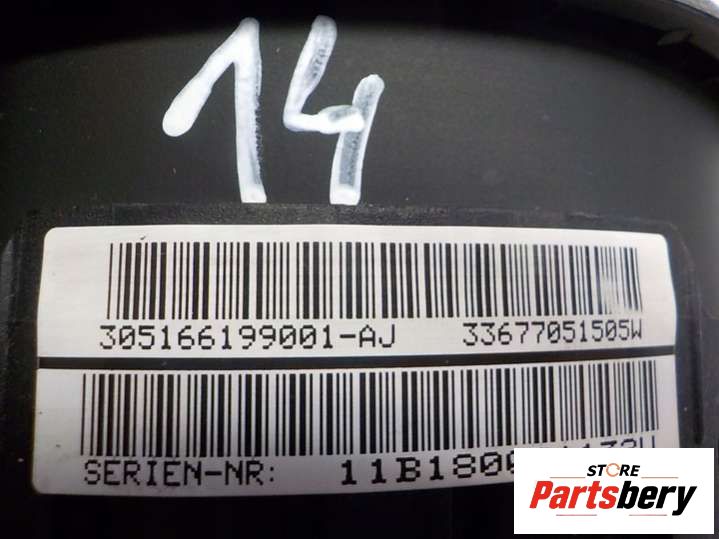 14
305166199001-AJ 33677051505W
SERIEN-NR:
STORE
Partsbery